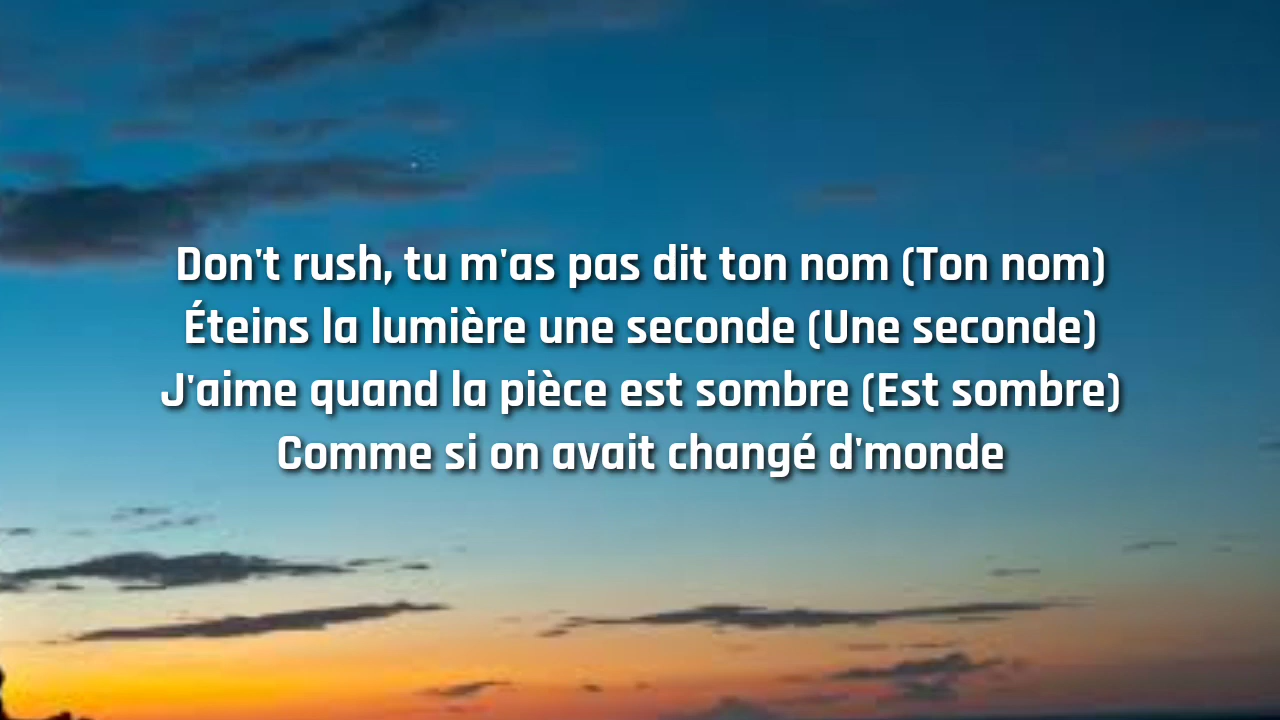 Don't rush, tu m'as pas dit ton nom (Ton nom)
Éteins la lumière une seconde (Une seconde)
J'aime quand la pièce est sombre (Est sombre)
Comme si on avait changé d'monde